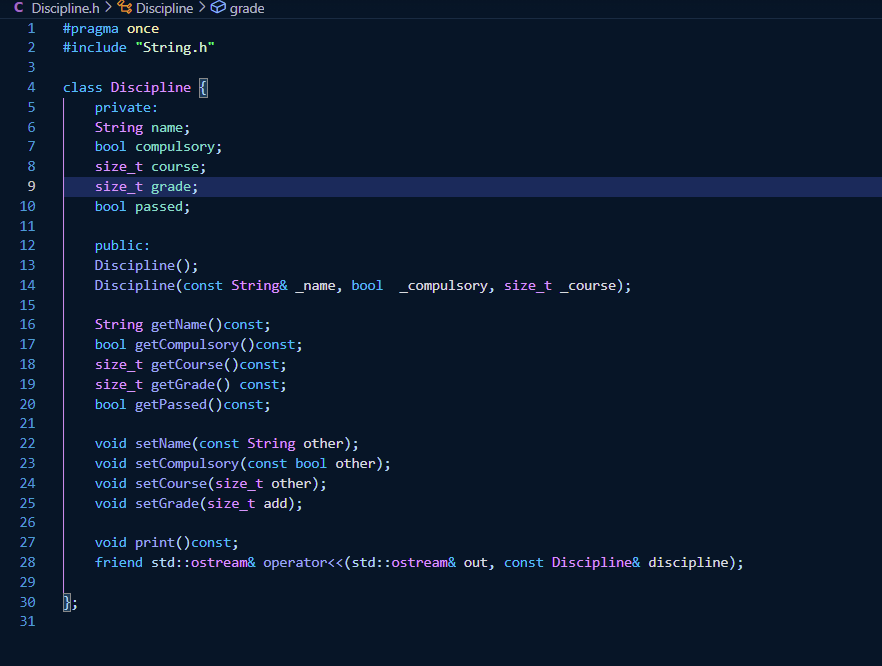 Discipline.h > Discipline > grade
1 #pragma once
2 #include "String.h"
3
4 class Discipline {
5     private:
6     String name;
7     bool compulsory;
8     size_t course;
9     size_t grade;
10     bool passed;
11
12     public:
13     Discipline();
14     Discipline(const String& _name, bool  _compulsory, size_t _course);
15
16     String getName()const;
17     bool getCompulsory()const;
18     size_t getCourse()const;
19     size_t getGrade() const;
20     bool getPassed()const;
21
22     void setName(const String other);
23     void setCompulsory(const bool other);
24     void setCourse(size_t other);
25     void setGrade(size_t add);
26
27     void print()const;
28     friend std::ostream& operator<<(std::ostream& out, const Discipline& discipline);
29
30 };
31